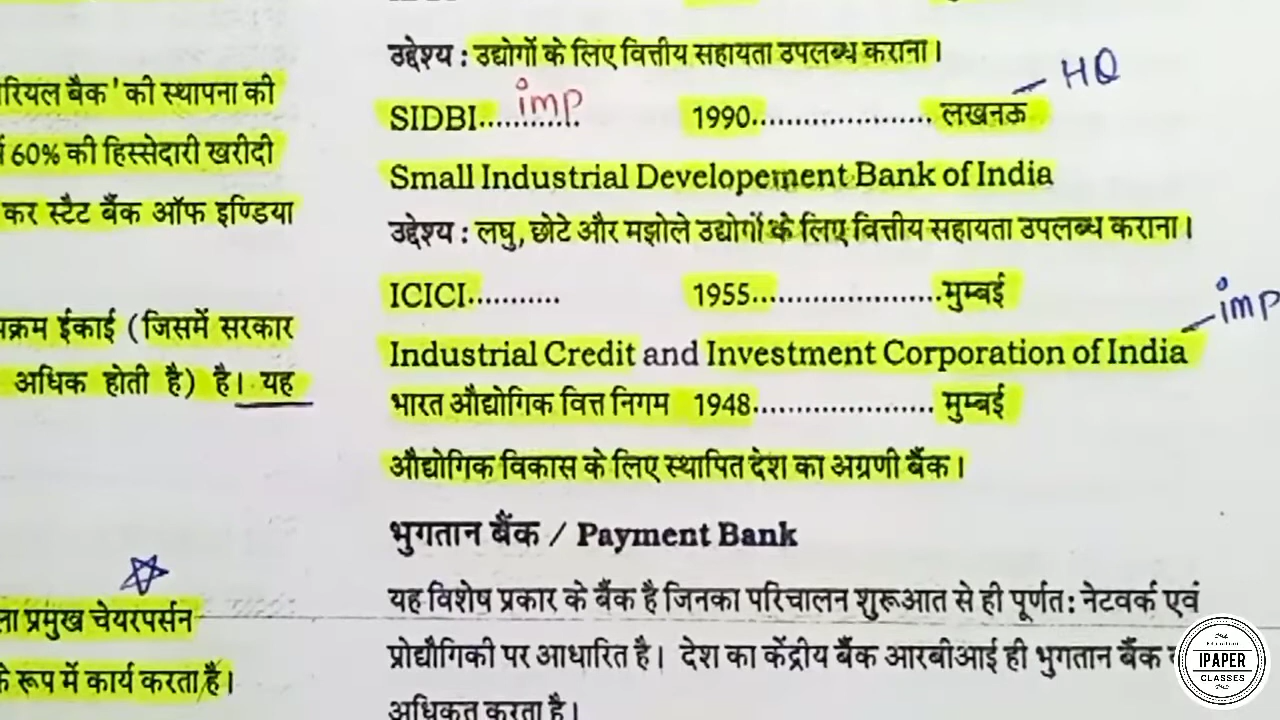 रियल बैक' की स्थापना की
60% की हिस्सेदारी खरीदी
कर स्टैट बैंक ऑफ इण्डिया
क्रम ईकाई (जिसमें सरकार
अधिक होती है) है। यह
प्रमुख चेयरपर्सन
रूप में कार्य करता है।
उद्देश्य : उद्योगों के लिए वित्तीय सहायता उपलब्ध कराना।
HQ
imp
SIDBI............ 1990..................... लखनऊ
Small Industrial Developement Bank of India
उद्देश्य : लघु, छोटे और मझोले उद्योगों के लिए वित्तीय सहायता उपलब्ध कराना।
ICICI........... 1955.....................मुम्बई
imp
Industrial Credit and Investment Corporation of India
भारत औद्योगिक वित्त निगम 1948..................... मुम्बई
औद्योगिक विकास के लिए स्थापित देश का अग्रणी बैंक।
भुगतान बैंक / Payment Bank
यह विशेष प्रकार के बैंक है जिनका परिचालन शुरूआत से ही पूर्णत: नेटवर्क एवं
प्रोद्यौगिकी पर आधारित है। देश का केंद्रीय बैंक आरबीआई ही भुगतान बैंक
अधिकृत करता है।
IPAPER
CLASSES